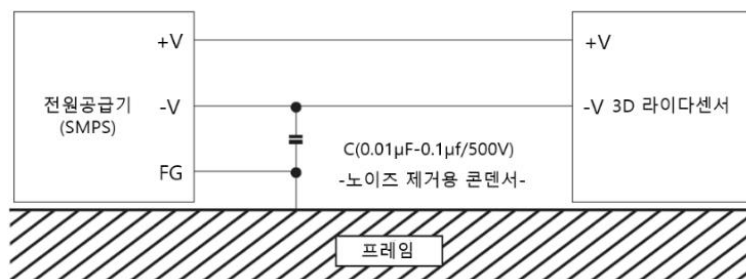 +V
+V
전원공급기
(SMPS)
-V
-V 3D 라이다센서
C(0.01µF-0.1µf/500V)
-노이즈 제거용 콘덴서-
FG
프레임